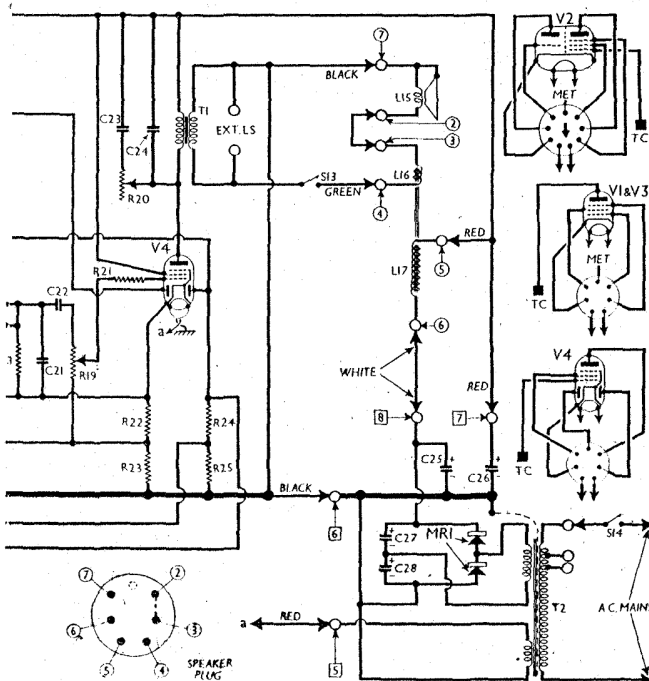 V2
7
BLACK
L15
MET
T1
C23
2
EXT. LS
3
C24
TC
L16
S13
R20
GREEN
V1&V3
4
V4
RED
R21
5
MET
L17
C22
a
6
TC
V4
C21
R19
WHITE
RED
8
7
R22
R24
C25 +
+
C26
TC
R23
R25
BLACK
6
+
C27
MR1
S14
+
C28
7
2
T2
A.C. MAINS
6
3
a
RED
5
5
4
SPEAKER
PLUG